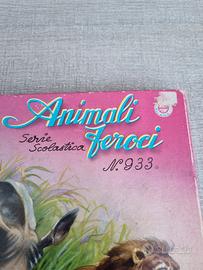 Animali
feroci
Serie
Scolastica
N. 933